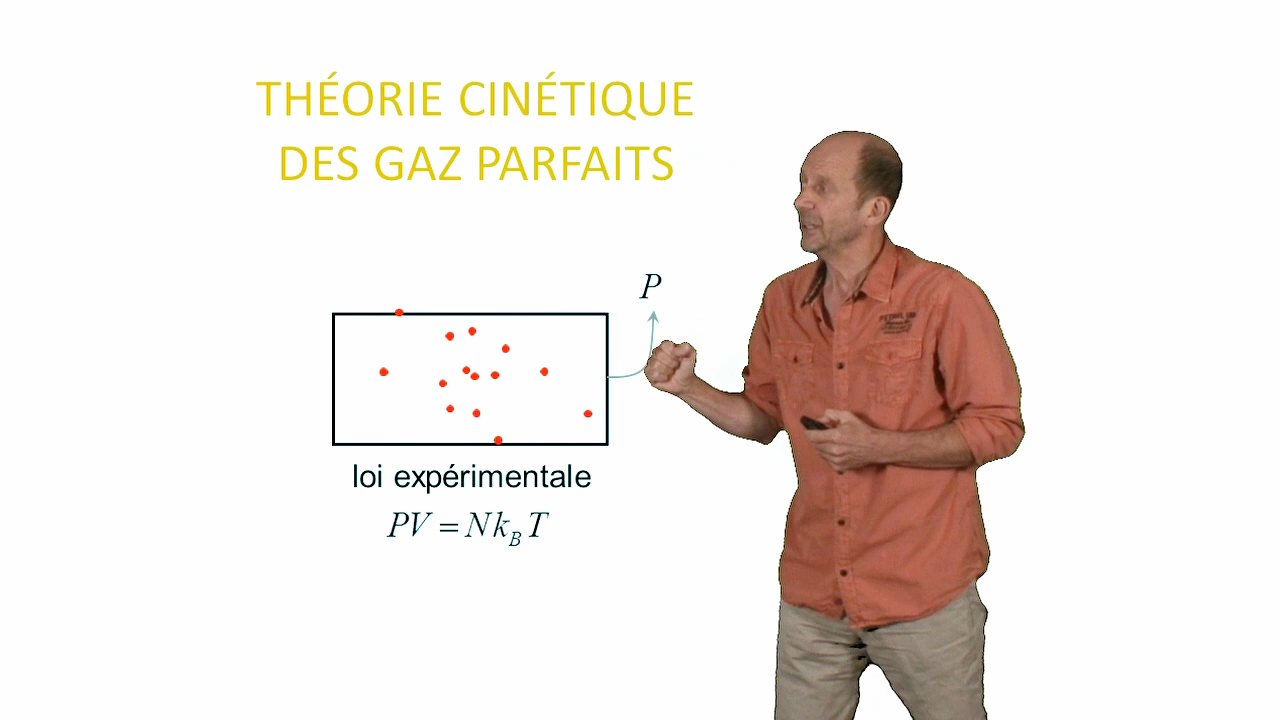 THÉORIE CINÉTIQUE
DES GAZ PARFAITS
P
loi expérimentale
PV = Nk_B T